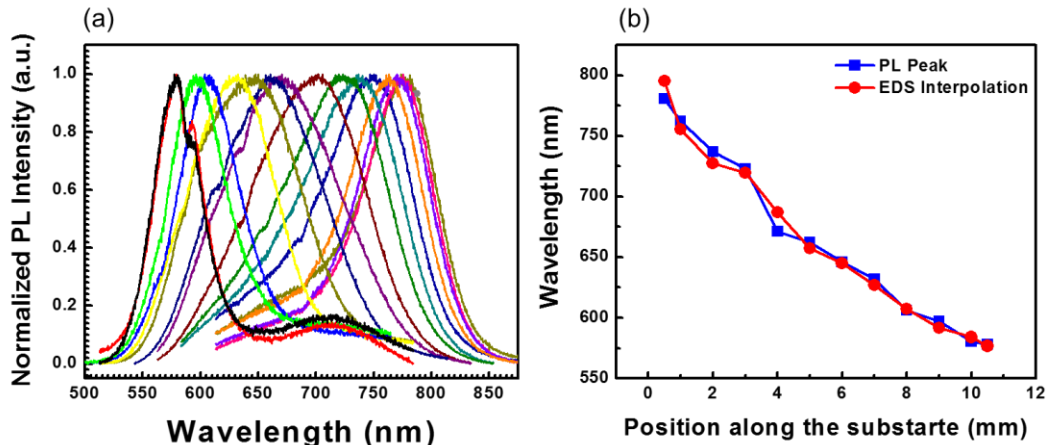 (a)
Normalized PL Intensity (a.u.)
1.0
0.8
0.6
0.4
0.2
0.0
500 550 600 650 700 750 800 850
Wavelength (nm)
(b)
PL Peak
EDS Interpolation
Wavelength (nm)
800
750
700
650
600
550
0 2 4 6 8 10 12
Position along the substarte (mm)